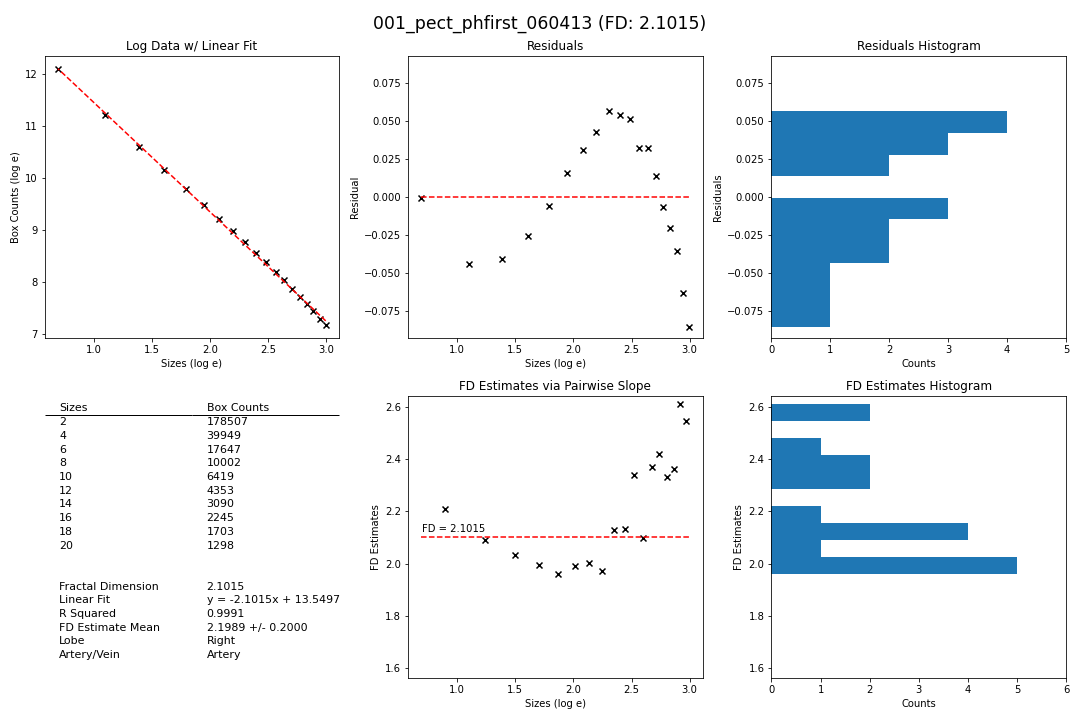 001_pect_phfirst_060413 (FD: 2.1015)
Log Data w/ Linear Fit
Box Counts (log e)
12
11
10
9
8
7
1.0 1.5 2.0 2.5 3.0
Sizes (log e)
Residuals
Residual
0.075
0.050
0.025
0.000
−0.025
−0.050
−0.075
1.0 1.5 2.0 2.5 3.0
Sizes (log e)
Residuals Histogram
Residuals
0.075
0.050
0.025
0.000
−0.025
−0.050
−0.075
0 1 2 3 4 5
Counts
Sizes Box Counts
2 178507
4 39949
6 17647
8 10002
10 6419
12 4353
14 3090
16 2245
18 1703
20 1298
Fractal Dimension 2.1015
Linear Fit y = -2.1015x + 13.5497
R Squared 0.9991
FD Estimate Mean 2.1989 +/- 0.2000
Lobe Right
Artery/Vein Artery
FD Estimates via Pairwise Slope
FD Estimates
2.6
2.4
2.2
2.0
1.8
1.6
FD = 2.1015
1.0 1.5 2.0 2.5 3.0
Sizes (log e)
FD Estimates Histogram
FD Estimates
2.6
2.4
2.2
2.0
1.8
1.6
0 1 2 3 4 5 6
Counts